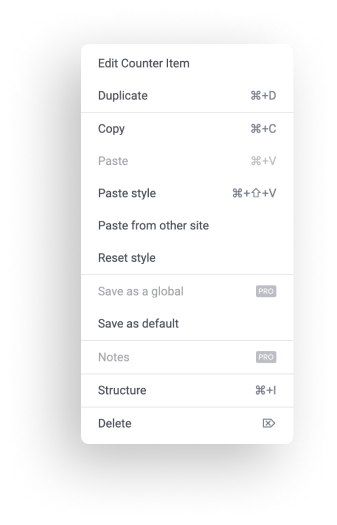 Edit Counter Item
Duplicate ⌘+D
Copy ⌘+C
Paste ⌘+V
Paste style ⌘+⇧+V
Paste from other site
Reset style
Save as a global PRO
Save as default
Notes PRO
Structure ⌘+I
Delete ⌦